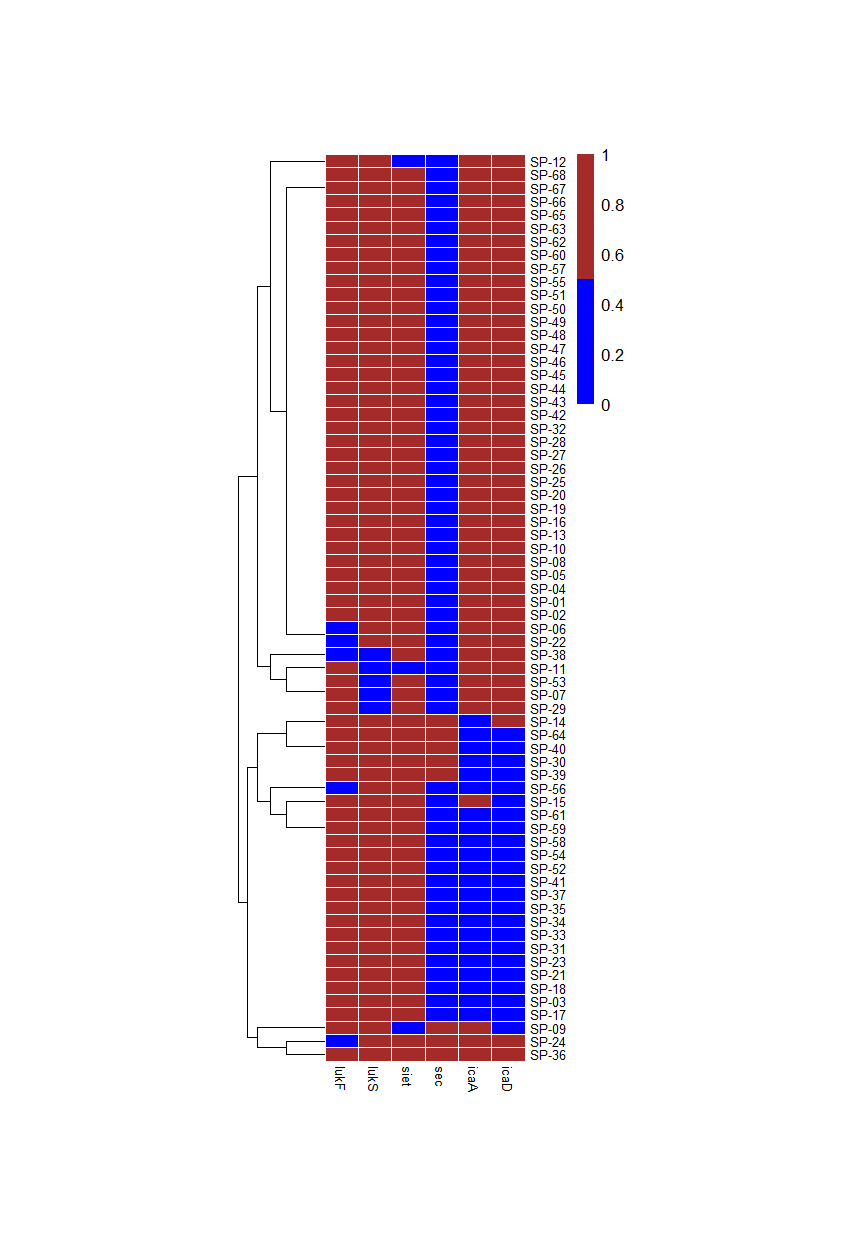 SP-12
SP-68
SP-67
SP-66
SP-65
SP-63
SP-62
SP-60
SP-57
SP-55
SP-51
SP-50
SP-49
SP-48
SP-47
SP-46
SP-45
SP-44
SP-43
SP-42
SP-32
SP-28
SP-27
SP-26
SP-25
SP-20
SP-19
SP-16
SP-13
SP-10
SP-08
SP-05
SP-04
SP-01
SP-02
SP-06
SP-22
SP-38
SP-11
SP-53
SP-07
SP-29
SP-14
SP-64
SP-40
SP-30
SP-39
SP-56
SP-15
SP-61
SP-59
SP-58
SP-54
SP-52
SP-41
SP-37
SP-35
SP-34
SP-33
SP-31
SP-23
SP-21
SP-18
SP-03
SP-17
SP-09
SP-24
SP-36
1
0.8
0.6
0.4
0.2
0
lukF
lukS
siet
sec
icaA
icaD